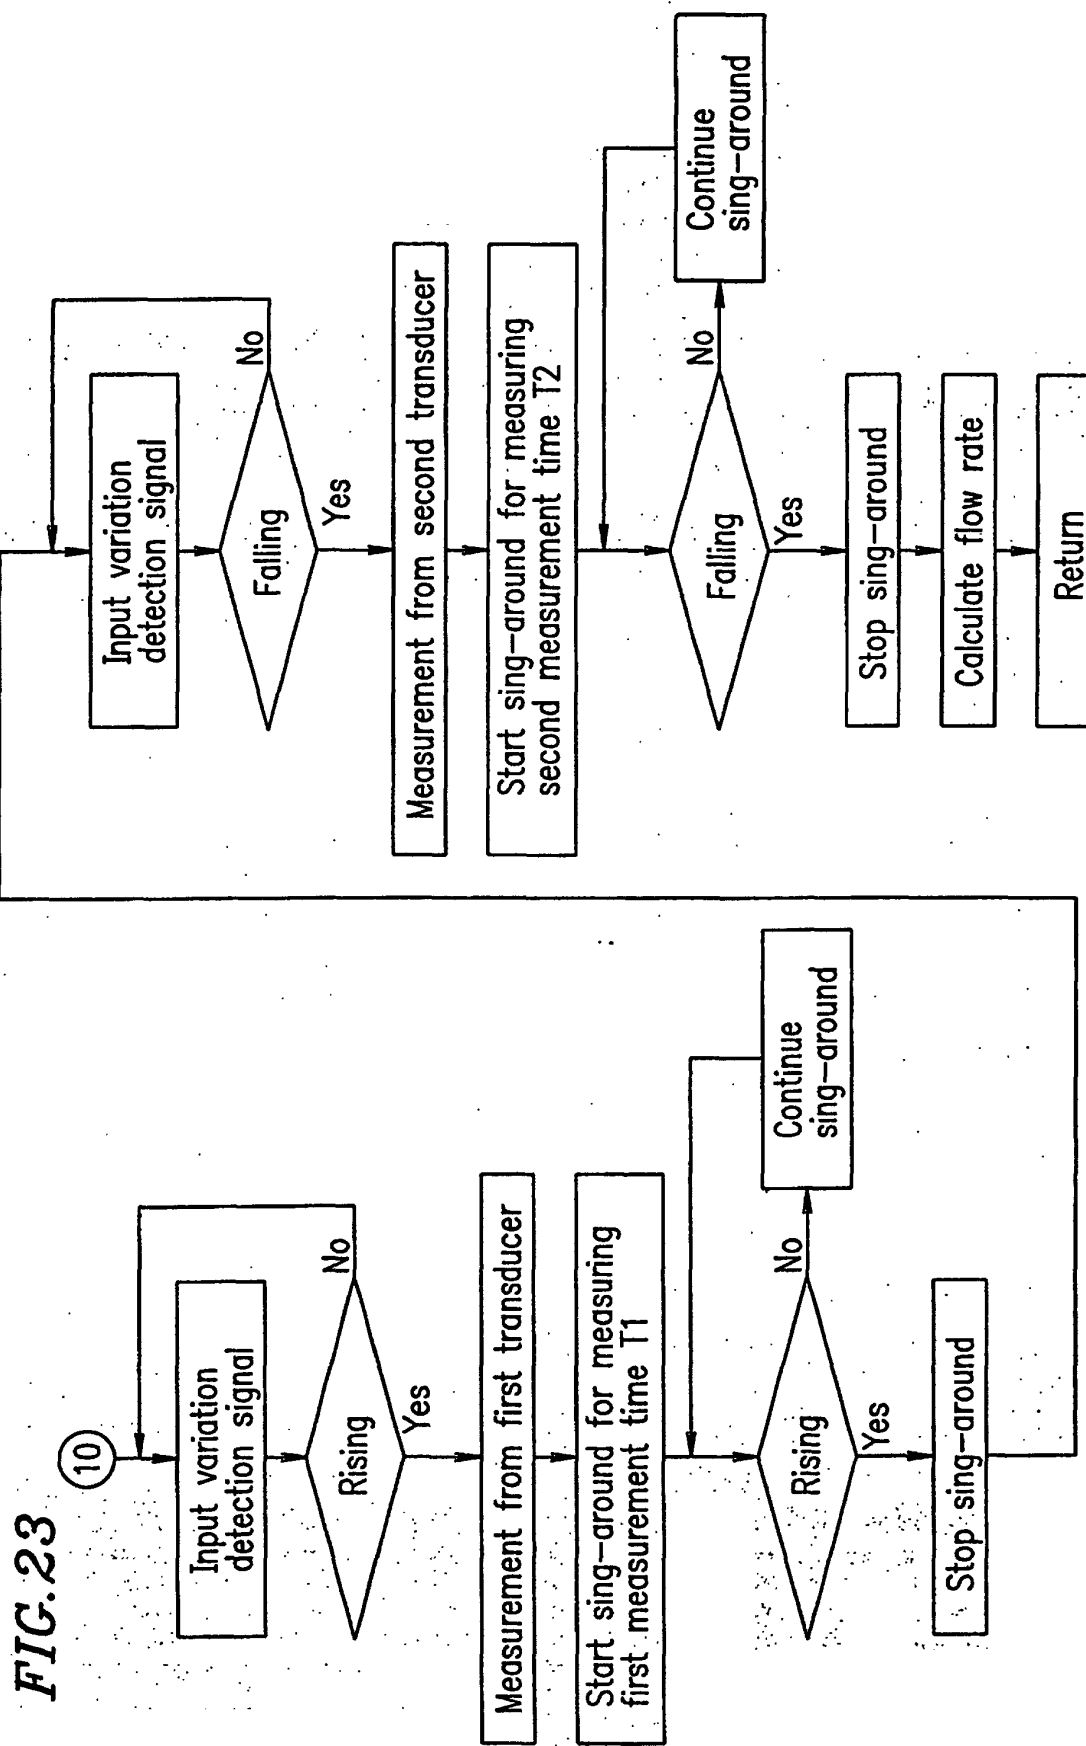 FIG.23
10
Input variation
detection signal
Rising
No
Yes
Measurement from first transducer
Start sing-around for measuring
first measurement time T1
Rising
No
Continue
sing-around
Yes
Stop sing-around
Input variation
detection signal
Falling
No
Yes
Measurement from second transducer
Start sing-around for measuring
second measurement time T2
Falling
No
Continue
sing-around
Yes
Stop sing-around
Calculate flow rate
Return